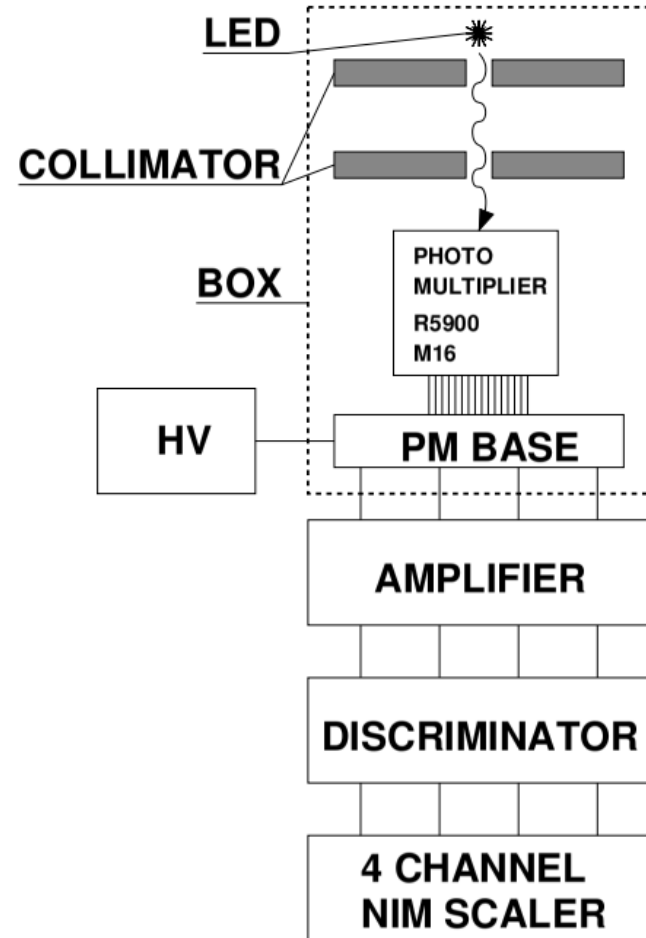 LED
COLLIMATOR
PHOTO
MULTIPLIER
BOX
R5900
M16
HV
PM BASE
AMPLIFIER
DISCRIMINATOR
4 CHANNEL
NIM SCALER